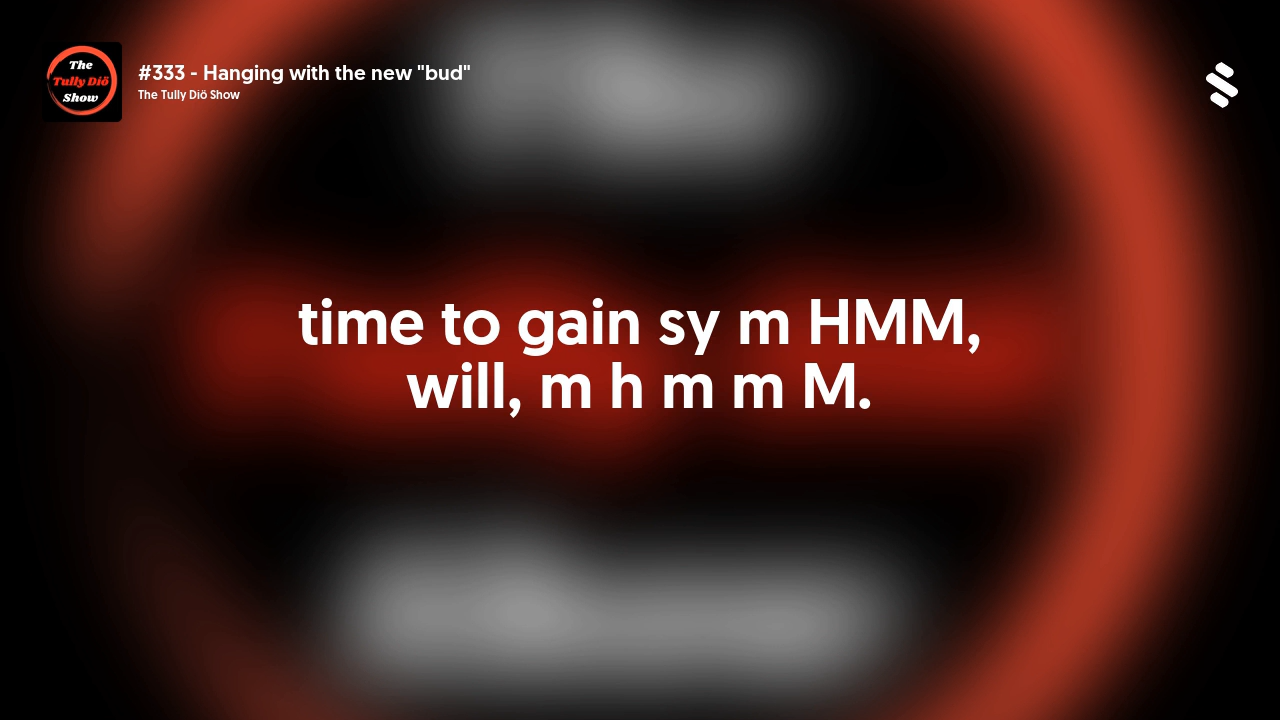 The
Tully Diö
Show
#333 - Hanging with the new "bud"
The Tully Diö Show
time to gain sy m HMM,
will, m h m m M.